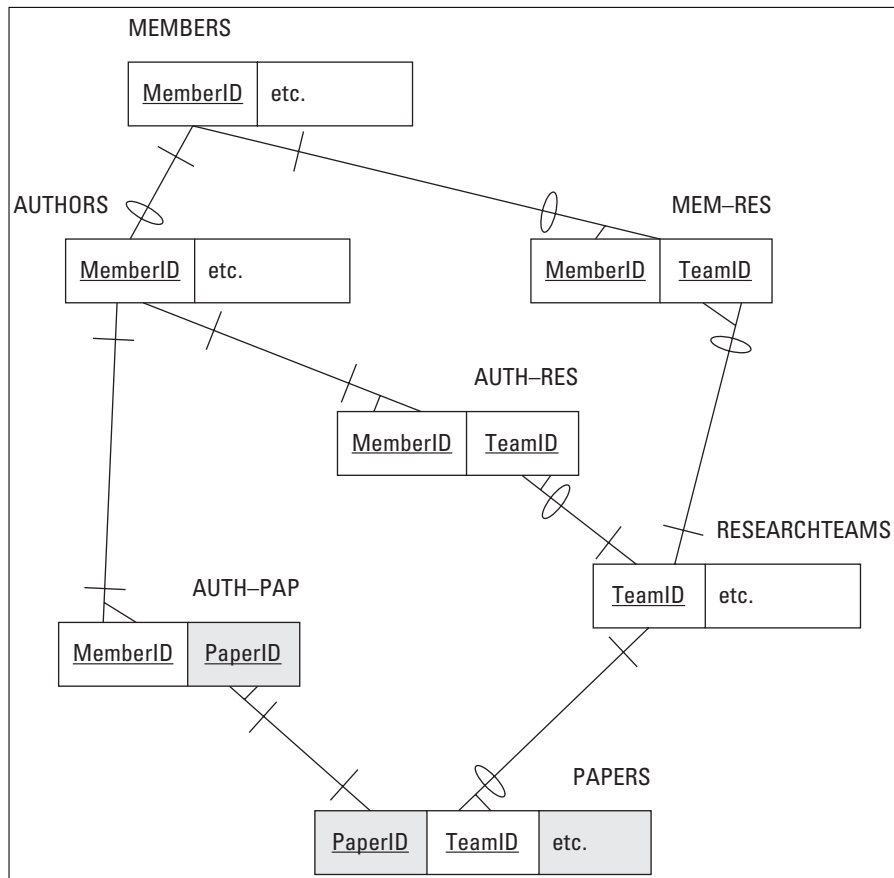 MEMBERS
MemberID etc.
AUTHORS
MEM–RES
MemberID etc.
MemberID TeamID
AUTH–RES
MemberID TeamID
RESEARCHTEAMS
AUTH–PAP
TeamID etc.
MemberID PaperID
PAPERS
PaperID TeamID etc.